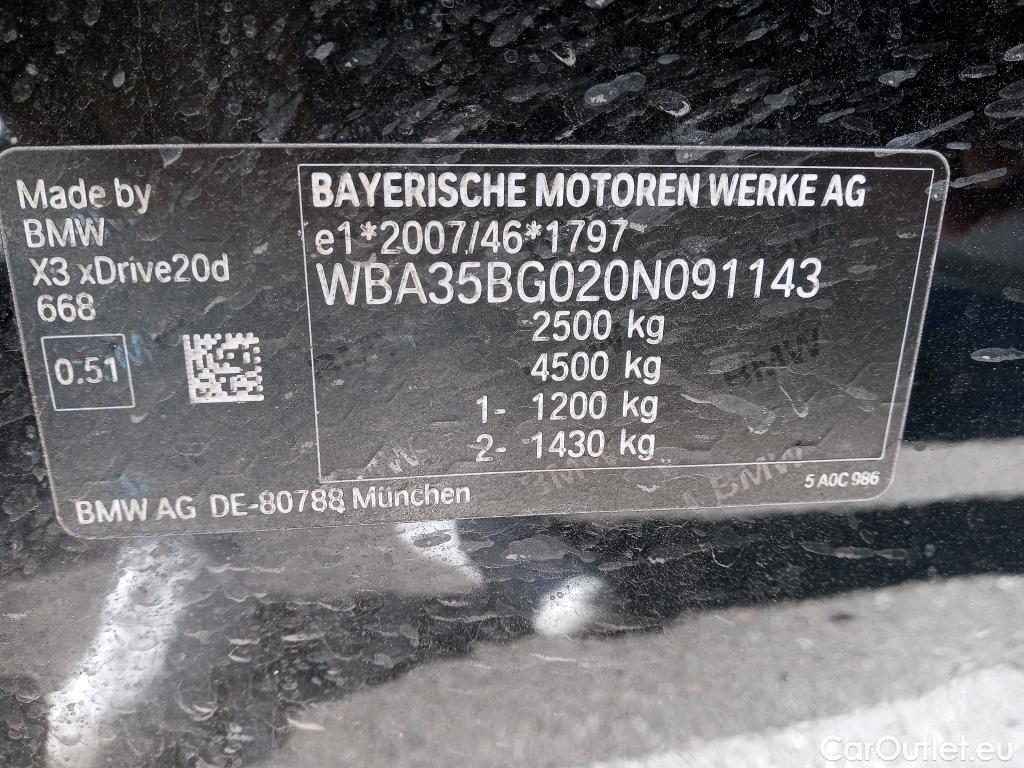 Made by
BMW
X3 xDrive20d
668
0.51
BAYERISCHE MOTOREN WERKE AG
e1*2007/46*1797
WBA35BG020N091143
2500 kg
4500 kg
1- 1200 kg
2- 1430 kg
5 A0C 986
BMW AG DE-80788 München
CarOutlet.eu